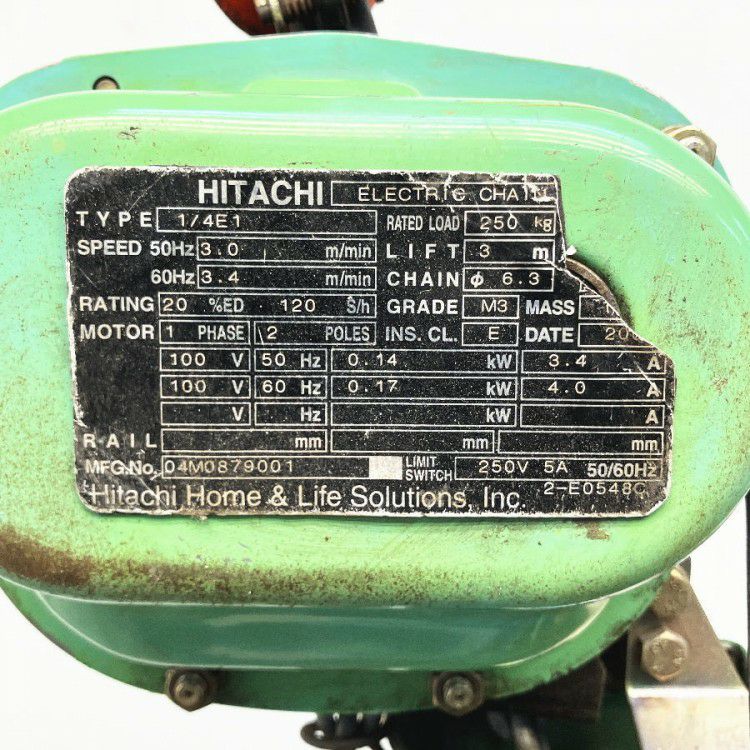 HITACHI ELECTRIC
TYPE 1/4E1 RATED LOAD 250 kg
SPEED 50Hz 3.0 m/min LIFT 3 m
60Hz 3.4 m/min CHAIN φ 6.3
RATING 20 %ED 120 S/h GRADE M3 MASS
MOTOR 1 PHASE 2 POLES INS. CL. E DATE
100 V 50 Hz 0.14 kW 3.4 A
100 V 60 Hz 0.17 kW 4.0 A
V Hz kW A
RAIL mm mm mm
MFG.No. 04M0879001 LIMIT SWITCH 250V 5A 50/60Hz
Hitachi Home & Life Solutions, Inc. 2-E0548C